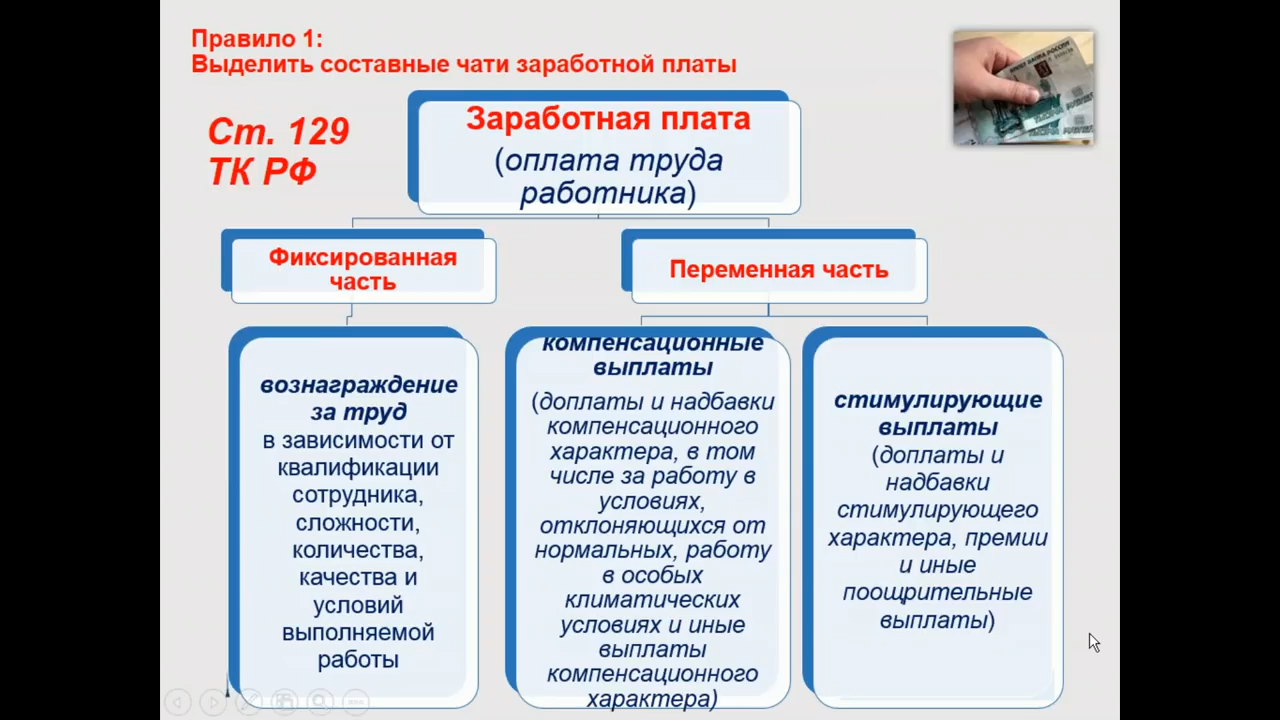 Правило 1:
Выделить составные чати заработной платы
Ст. 129
ТК РФ
Заработная плата
(оплата труда
работника)
Фиксированная
часть
Переменная часть
вознаграждение
за труд
в зависимости от
квалификации
сотрудника,
сложности,
количества,
качества и
условий
выполняемой
работы
компенсационные
выплаты
(доплаты и надбавки
компенсационного
характера, в том
числе за работу в
условиях,
отклоняющихся от
нормальных, работу
в особых
климатических
условиях и иные
выплаты
компенсационного
характера)
стимулирующие
выплаты
(доплаты и
надбавки
стимулирующего
характера, премии
и иные
поощрительные
выплаты)